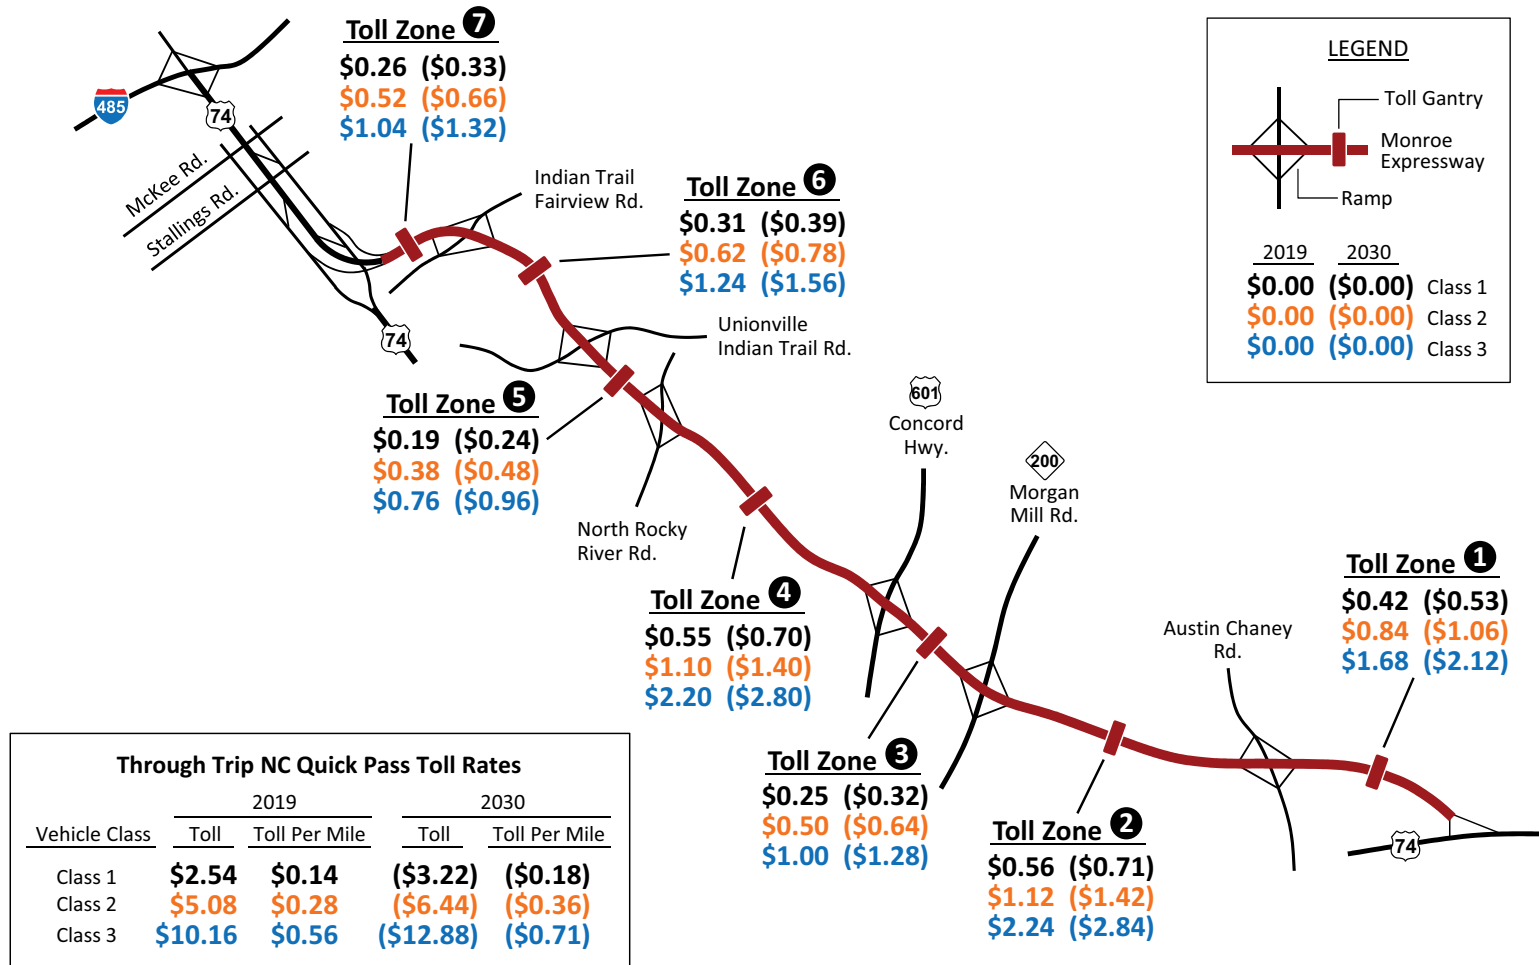 Toll Zone 7
$0.26 ($0.33)
$0.52 ($0.66)
$1.04 ($1.32)
485
74
McKee Rd.
Stallings Rd.
74
Indian Trail
Fairview Rd.
Toll Zone 6
$0.31 ($0.39)
$0.62 ($0.78)
$1.24 ($1.56)
Unionville
Indian Trail Rd.
Toll Zone 5
$0.19 ($0.24)
$0.38 ($0.48)
$0.76 ($0.96)
North Rocky
River Rd.
601
Concord
Hwy.
200
Morgan
Mill Rd.
Toll Zone 4
$0.55 ($0.70)
$1.10 ($1.40)
$2.20 ($2.80)
Toll Zone 3
$0.25 ($0.32)
$0.50 ($0.64)
$1.00 ($1.28)
Toll Zone 2
$0.56 ($0.71)
$1.12 ($1.42)
$2.24 ($2.84)
Austin Chaney
Rd.
Toll Zone 1
$0.42 ($0.53)
$0.84 ($1.06)
$1.68 ($2.12)
74
LEGEND
Toll Gantry
Monroe
Expressway
Ramp
2019 2030
$0.00 ($0.00) Class 1
$0.00 ($0.00) Class 2
$0.00 ($0.00) Class 3
Through Trip NC Quick Pass Toll Rates
2019 2030
Vehicle Class Toll Toll Per Mile Toll Toll Per Mile
Class 1 $2.54 $0.14 ($3.22) ($0.18)
Class 2 $5.08 $0.28 ($6.44) ($0.36)
Class 3 $10.16 $0.56 ($12.88) ($0.71)